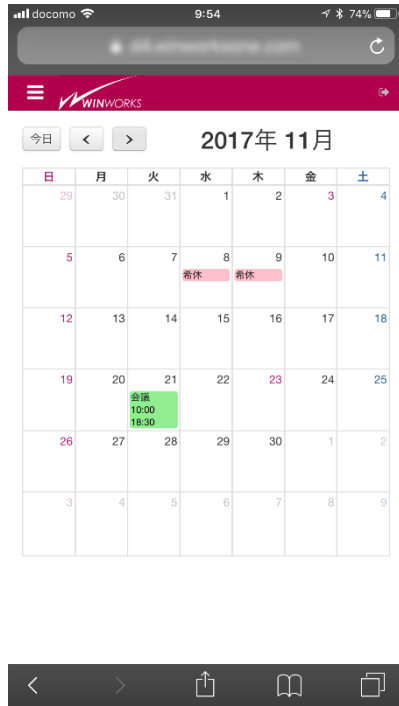 docomo 9:54 74%
WINWORKS
今日 2017年 11月
日 月 火 水 木 金 土
29 30 31 1 2 3 4
5 6 7 8 9 10 11
希休 希休
12 13 14 15 16 17 18
19 20 21 22 23 24 25
会議
10:00
18:30
26 27 28 29 30 1 2
3 4 5 6 7 8 9